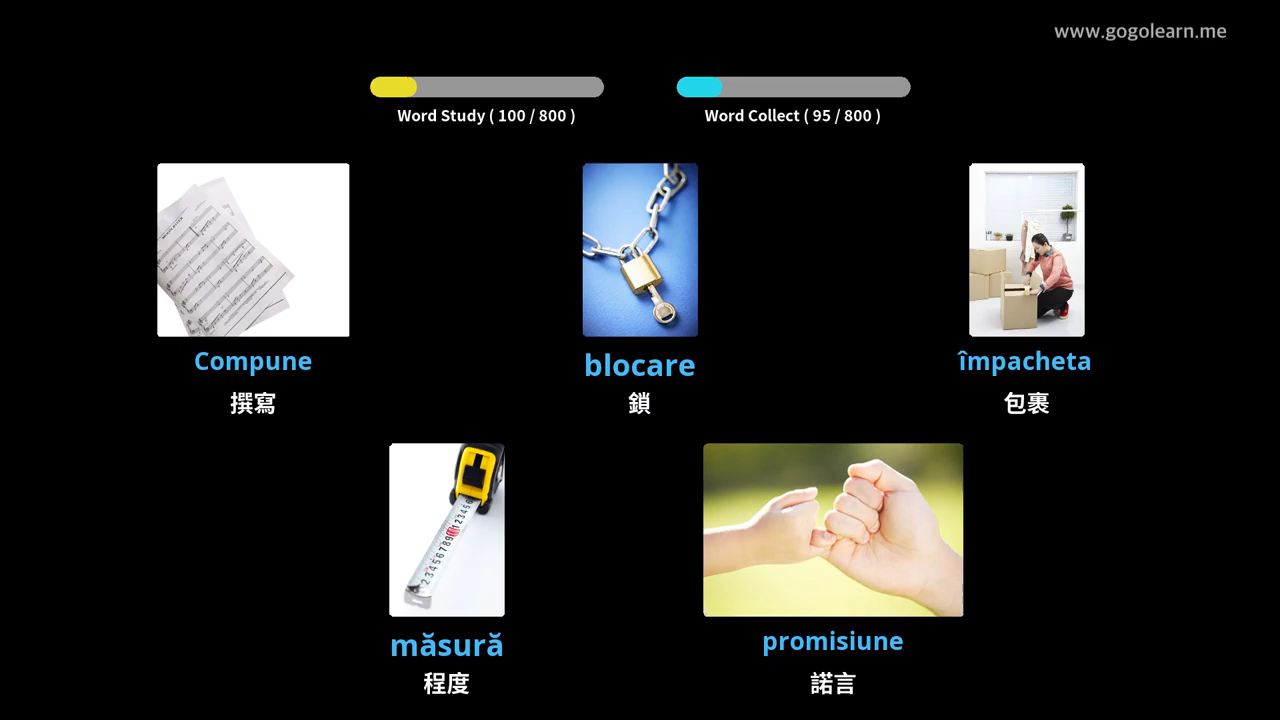 www.gogolearn.me
Word Study ( 100 / 800 )
Word Collect ( 95 / 800 )
Compune
撰寫
blocare
鎖
împacheta
包裹
măsură
程度
promisiune
諾言